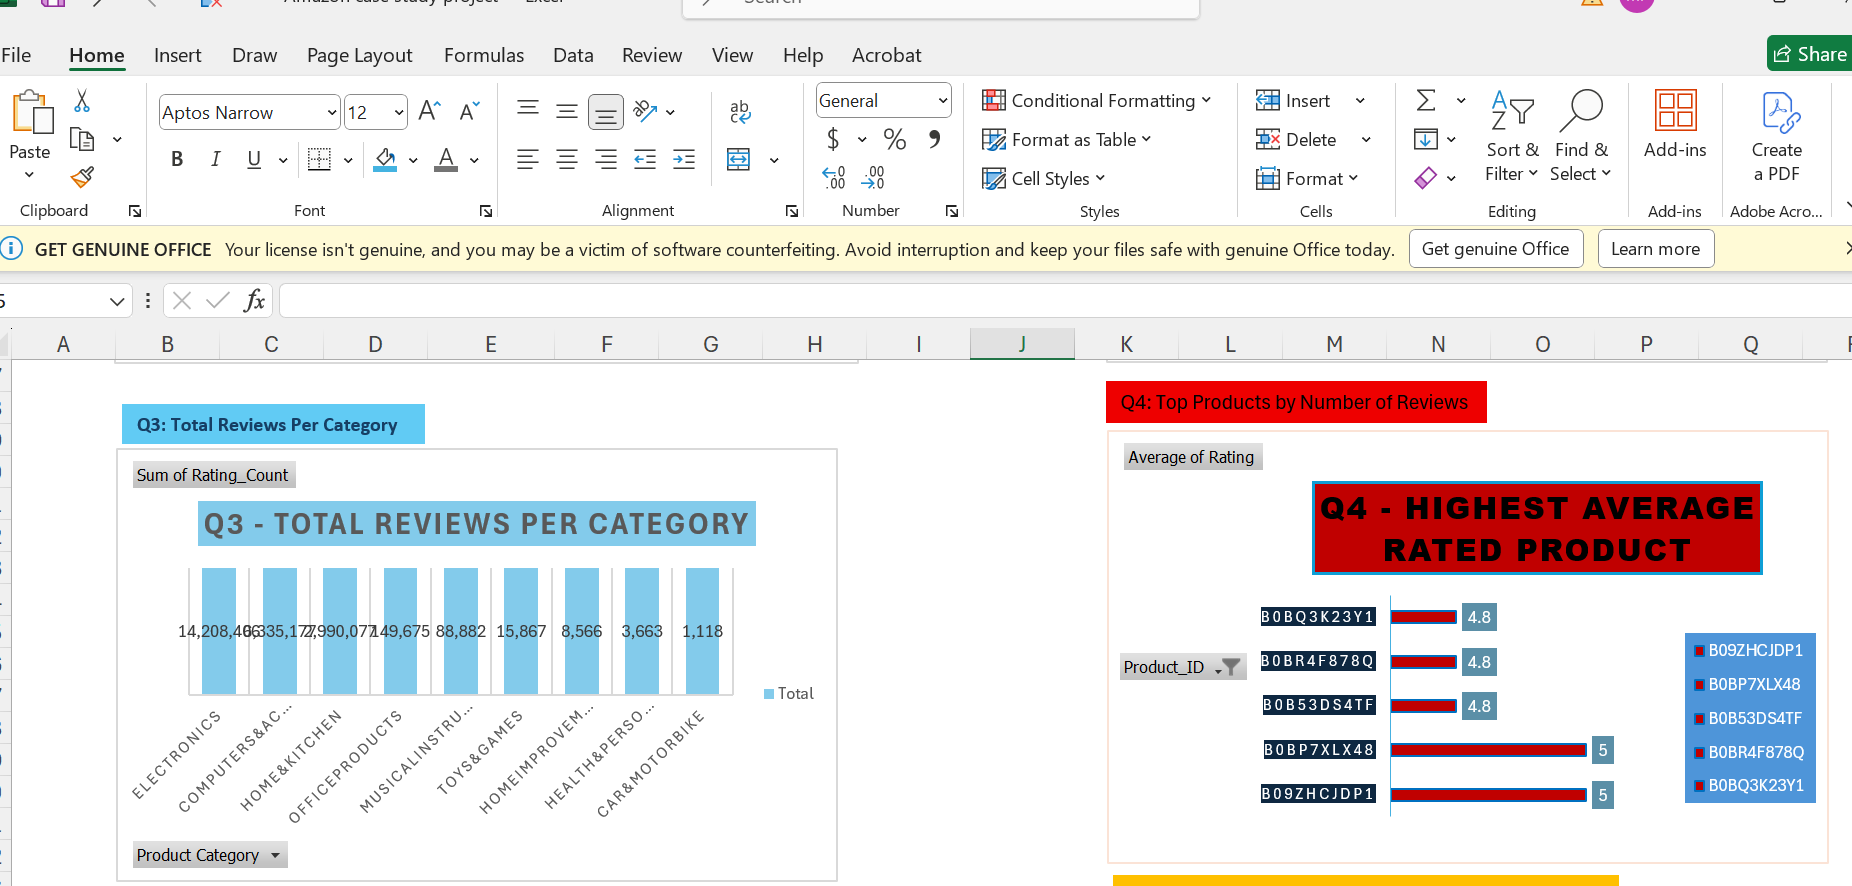 Amazon case study project - Excel
Search
File Home Insert Draw Page Layout Formulas Data Review View Help Acrobat Share
Paste
Aptos Narrow 12
General
Conditional Formatting
Format as Table
Cell Styles
Insert
Delete
Format
Sort & Filter
Find & Select
Add-ins
Create a PDF
Clipboard Font Alignment Number Styles Cells Editing Add-ins Adobe Acro...
GET GENUINE OFFICE Your license isn't genuine, and you may be a victim of software counterfeiting. Avoid interruption and keep your files safe with genuine Office today. Get genuine Office Learn more
fx
A B C D E F G H I J K L M N O P Q
Q3: Total Reviews Per Category
Sum of Rating_Count
Q3 - TOTAL REVIEWS PER CATEGORY
14,208,406 6,335,177 2,990,077 149,675 88,882 15,867 8,566 3,663 1,118
Total
ELECTRONICS
COMPUTERS&AC...
HOME&KITCHEN
OFFICEPRODUCTS
MUSICALINSTRU...
TOYS&GAMES
HOMEIMPROVEM...
HEALTH&PERSO...
CAR&MOTORBIKE
Product Category
Q4: Top Products by Number of Reviews
Average of Rating
Q4 - HIGHEST AVERAGE
RATED PRODUCT
Product_ID
B0BQ3K23Y1 4.8
B0BR4F878Q 4.8
B0B53DS4TF 4.8
B0BP7XLX48 5
B09ZHCJDP1 5
B09ZHCJDP1
B0BP7XLX48
B0B53DS4TF
B0BR4F878Q
B0BQ3K23Y1